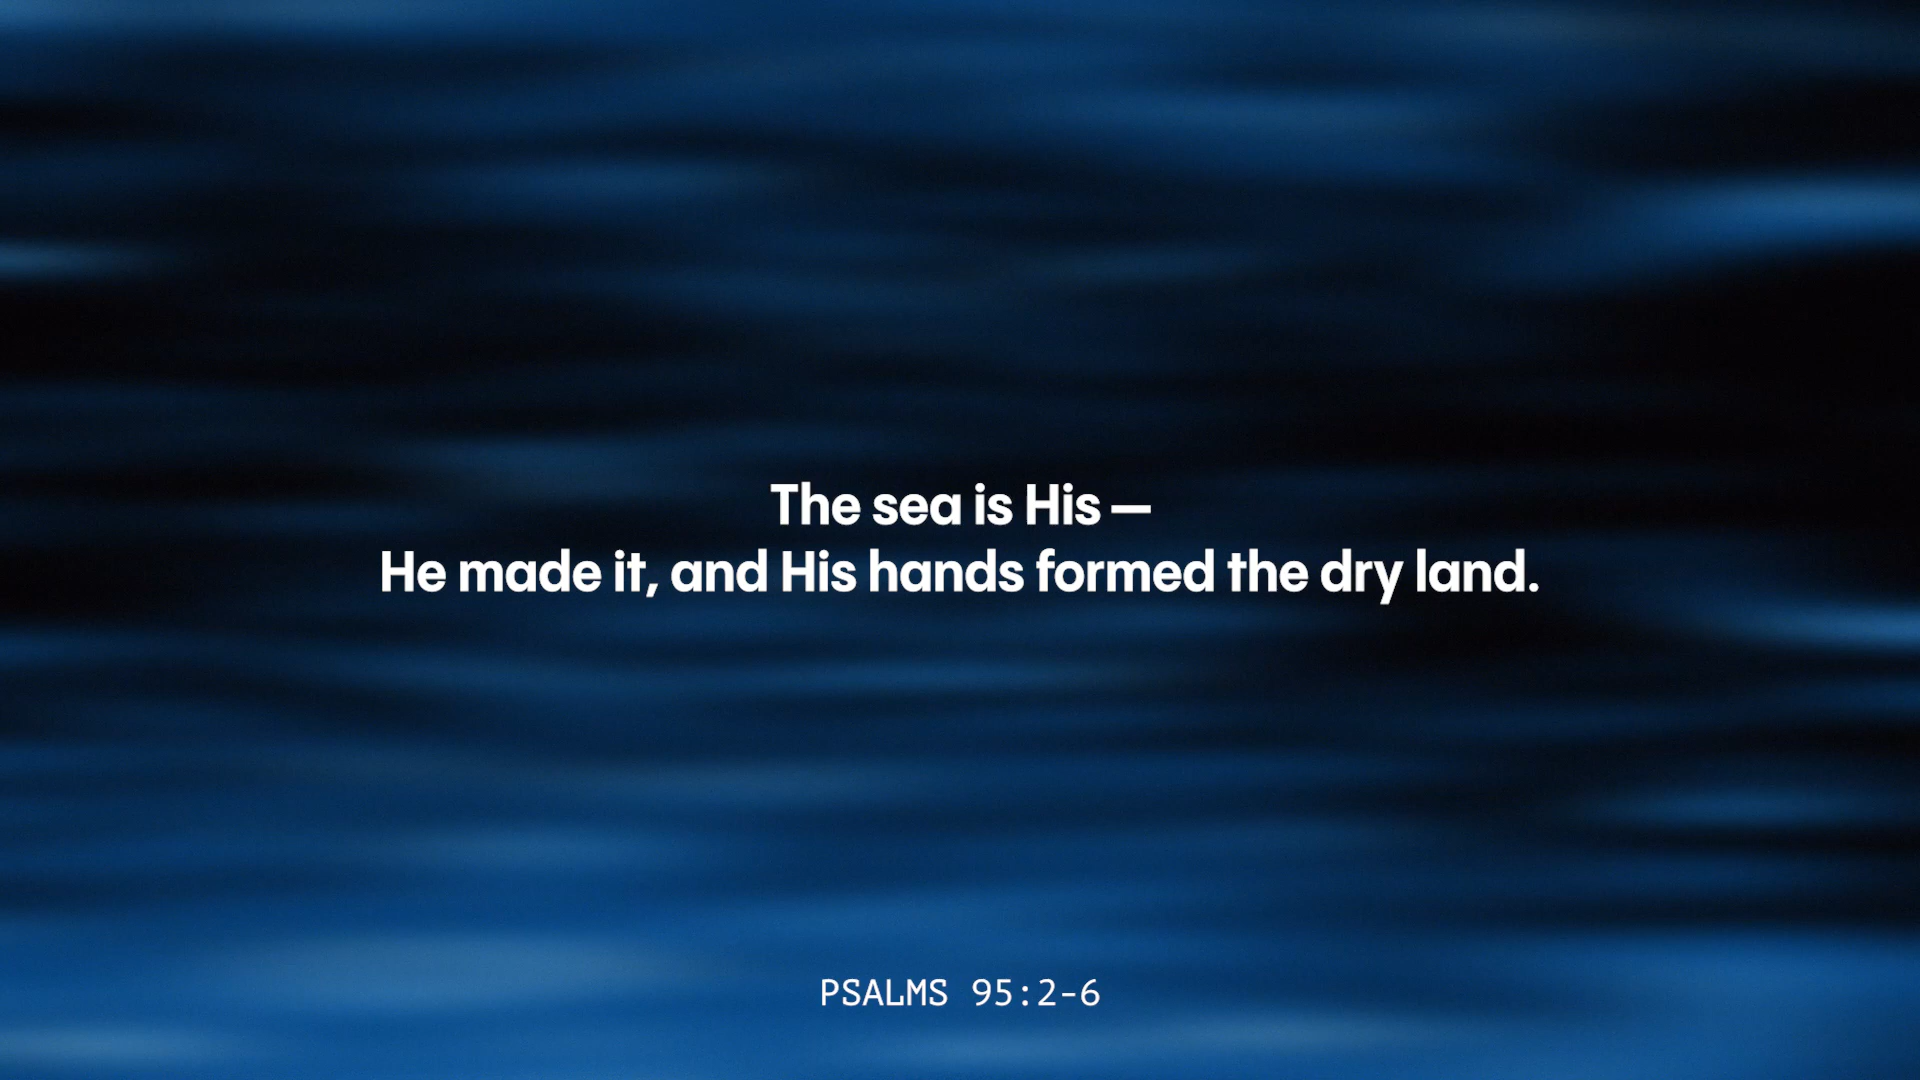 The sea is His —
He made it, and His hands formed the dry land.
PSALMS 95:2-6